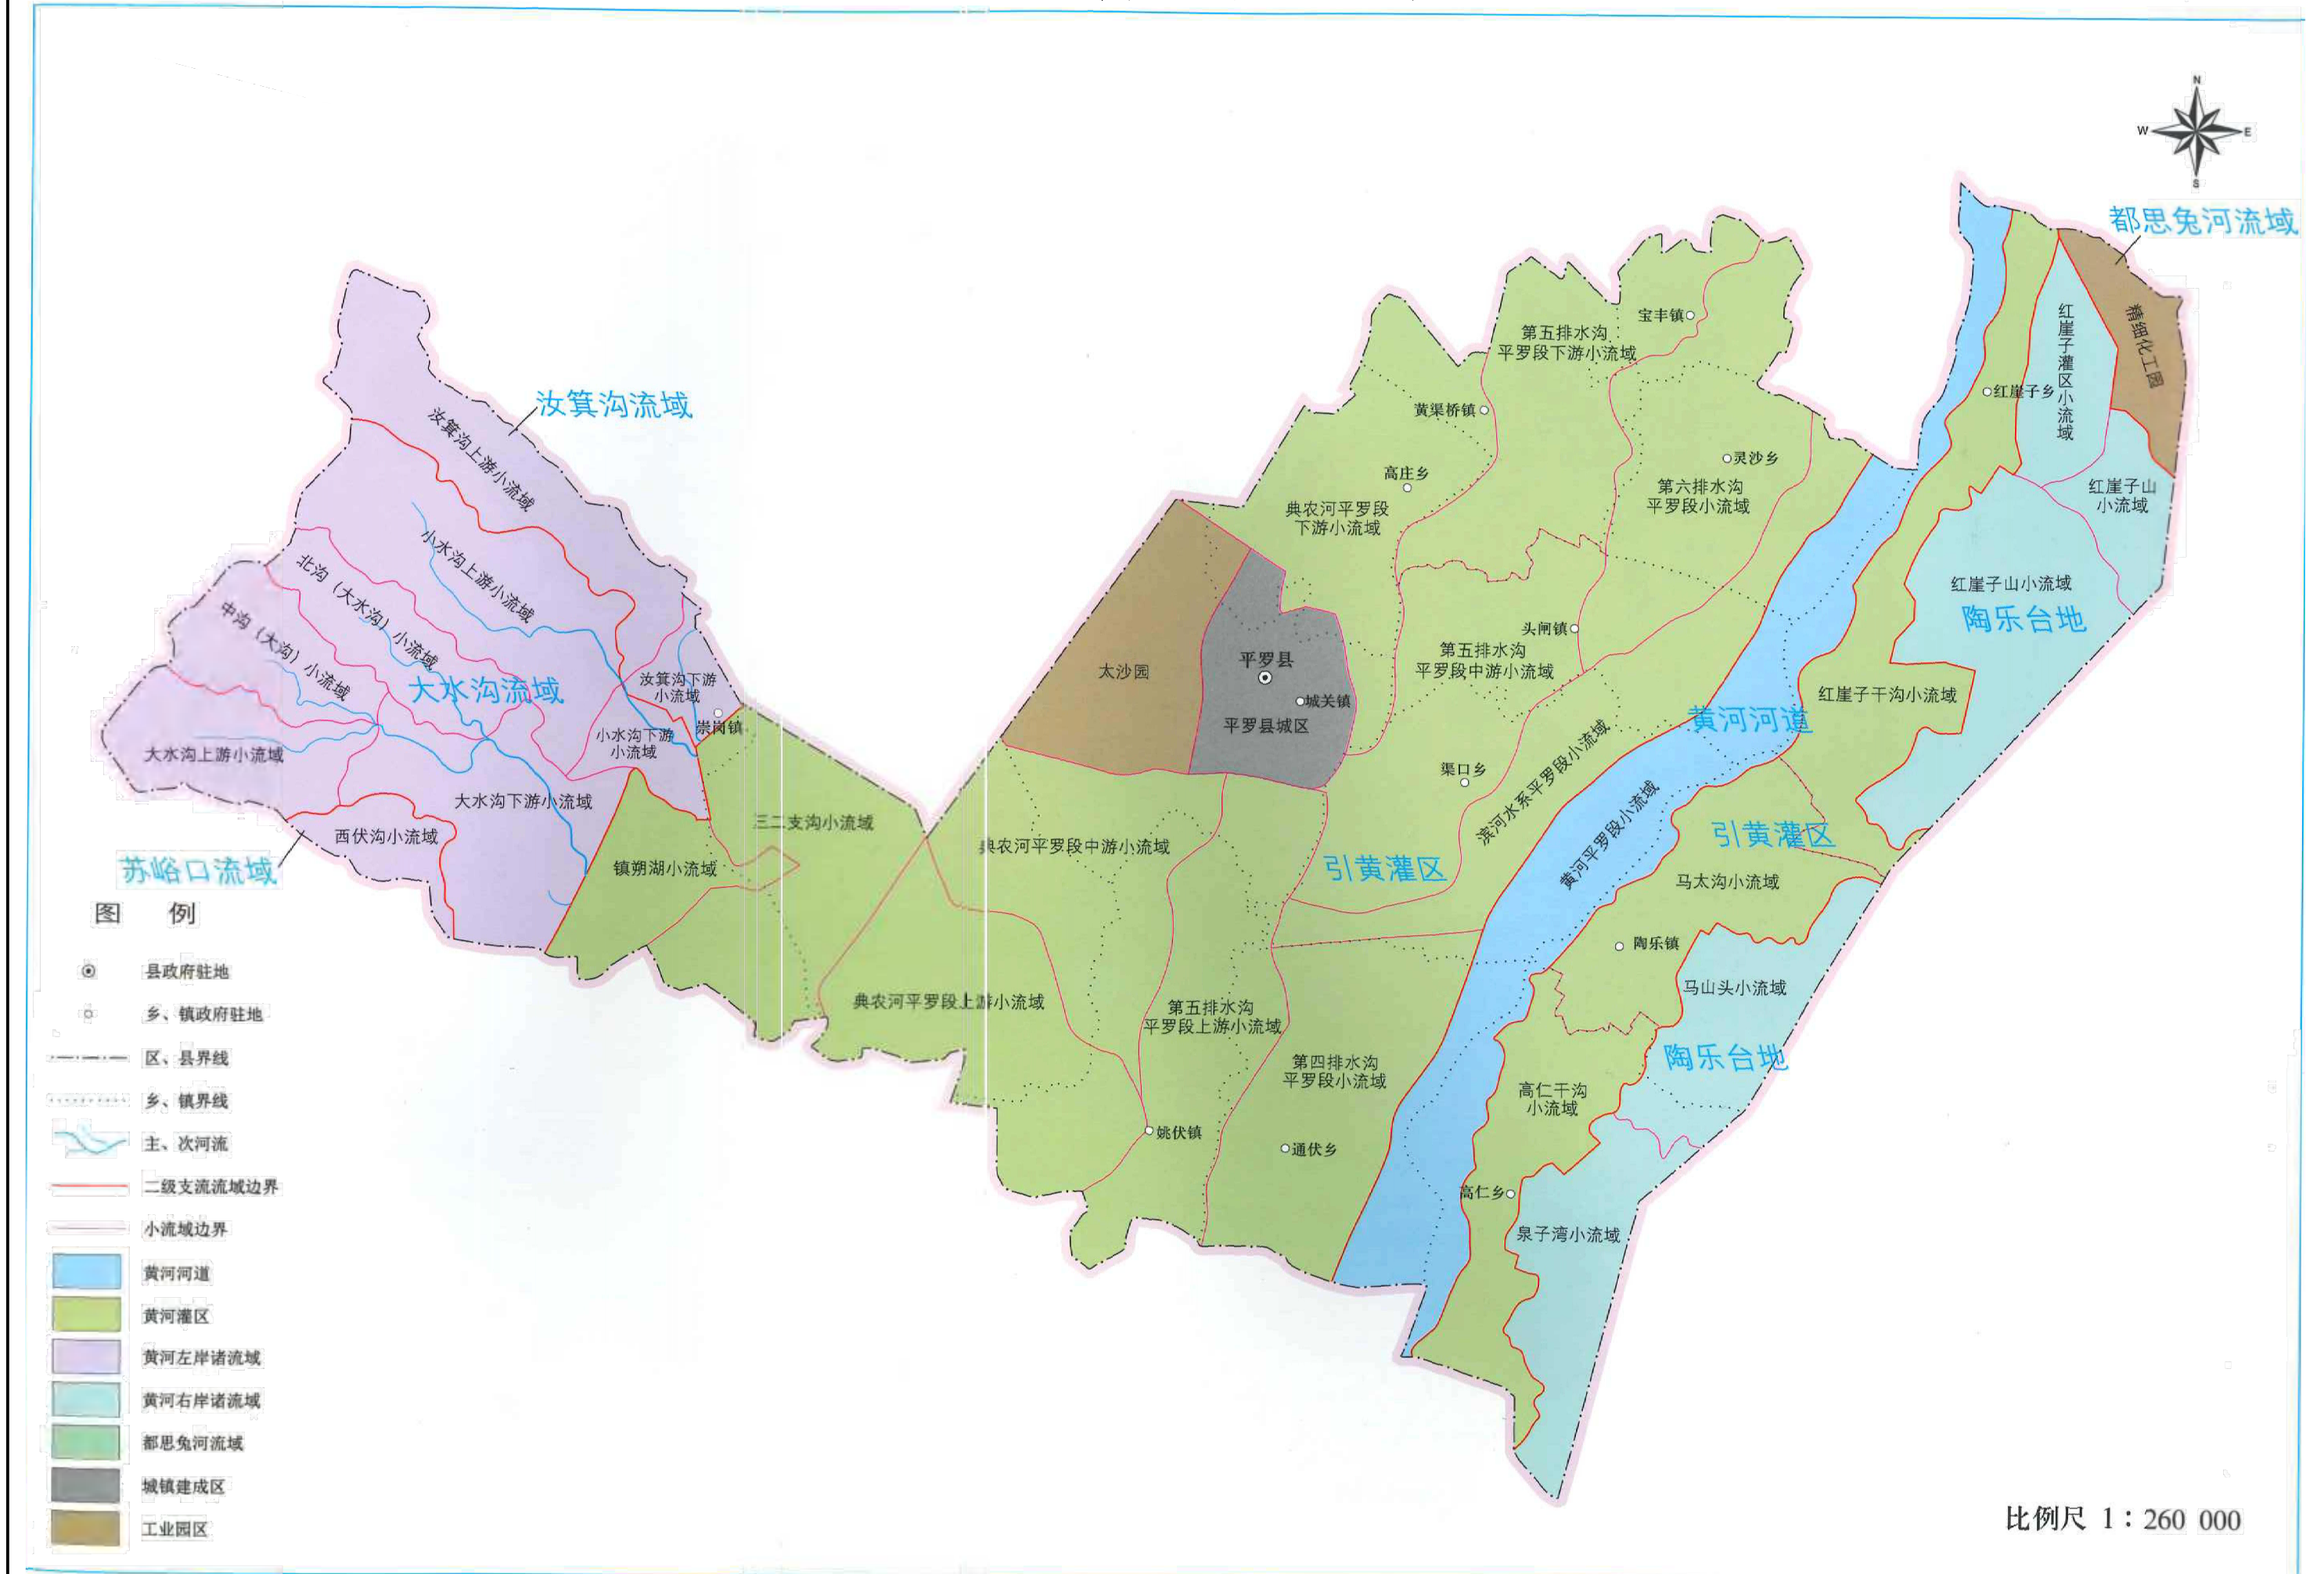 N
W
E
S
都思兔河流域
精细化工园
红崖子灌区小流域
红崖子乡
红崖子山
小流域
红崖子山小流域
陶乐台地
宝丰镇
第五排水沟
平罗段下游小流域
黄渠桥镇
灵沙乡
高庄乡
第六排水沟
平罗段小流域
典农河平罗段
下游小流域
汝箕沟流域
汝箕沟上游小流域
小水沟上游小流域
北沟（大水沟）小流域
中沟（大沟）小流域
大水沟流域
汝箕沟下游
小流域
崇岗镇
小水沟下游
小流域
大水沟上游小流域
大水沟下游小流域
西伏沟小流域
苏峪口流域
镇朔湖小流域
三二支沟小流域
太沙园
平罗县
城关镇
平罗县城区
头闸镇
第五排水沟
平罗段中游小流域
渠口乡
滨河水系平罗段小流域
黄河河道
红崖子干沟小流域
黄河平罗段小流域
引黄灌区
引黄灌区
马太沟小流域
典农河平罗段中游小流域
陶乐镇
马山头小流域
陶乐台地
典农河平罗段上游小流域
第五排水沟
平罗段上游小流域
第四排水沟
平罗段小流域
高仁干沟
小流域
姚伏镇
通伏乡
高仁乡
泉子湾小流域
图 例
县政府驻地
乡、镇政府驻地
区、县界线
乡、镇界线
主、次河流
二级支流流域边界
小流域边界
黄河河道
黄河灌区
黄河左岸诸流域
黄河右岸诸流域
都思兔河流域
城镇建成区
工业园区
比例尺 1：260 000